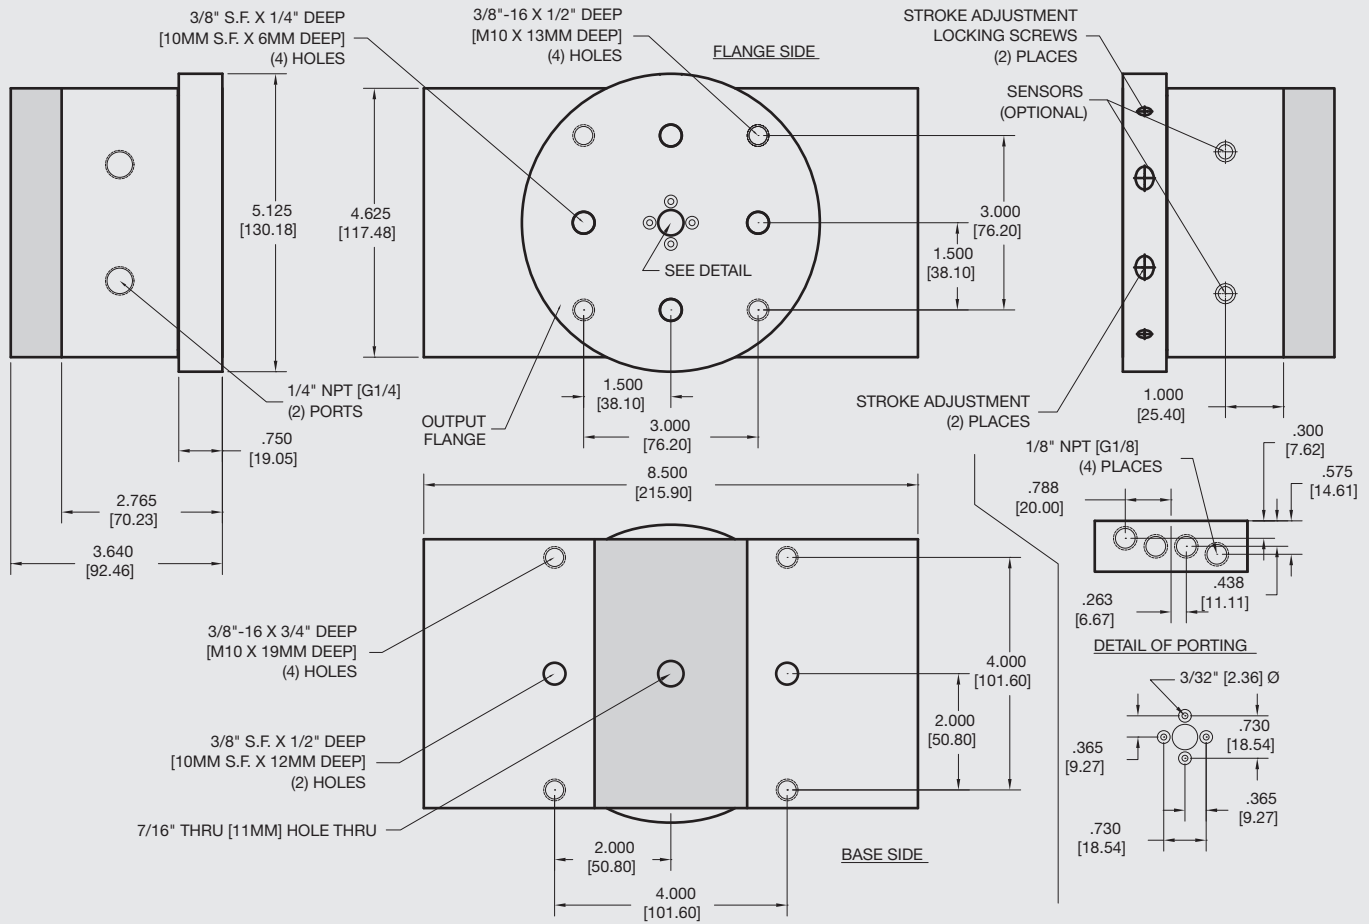 3/8" S.F. X 1/4" DEEP
[10MM S.F. X 6MM DEEP]
(4) HOLES
3/8"-16 X 1/2" DEEP
[M10 X 13MM DEEP]
(4) HOLES
FLANGE SIDE
STROKE ADJUSTMENT
LOCKING SCREWS
(2) PLACES
SENSORS
(OPTIONAL)
5.125
[130.18]
4.625
[117.48]
3.000
[76.20]
1.500
[38.10]
SEE DETAIL
1/4" NPT [G1/4]
(2) PORTS
OUTPUT
FLANGE
1.500
[38.10]
3.000
[76.20]
STROKE ADJUSTMENT
(2) PLACES
1.000
[25.40]
.750
[19.05]
2.765
[70.23]
3.640
[92.46]
8.500
[215.90]
1/8" NPT [G1/8]
(4) PLACES
.300
[7.62]
.575
[14.61]
.788
[20.00]
.438
[11.11]
.263
[6.67]
DETAIL OF PORTING
3/8"-16 X 3/4" DEEP
[M10 X 19MM DEEP]
(4) HOLES
3/8" S.F. X 1/2" DEEP
[10MM S.F. X 12MM DEEP]
(2) HOLES
7/16" THRU [11MM] HOLE THRU
4.000
[101.60]
2.000
[50.80]
3/32" [2.36] Ø
.730
[18.54]
.365
[9.27]
.365
[9.27]
.730
[18.54]
2.000
[50.80]
4.000
[101.60]
BASE SIDE